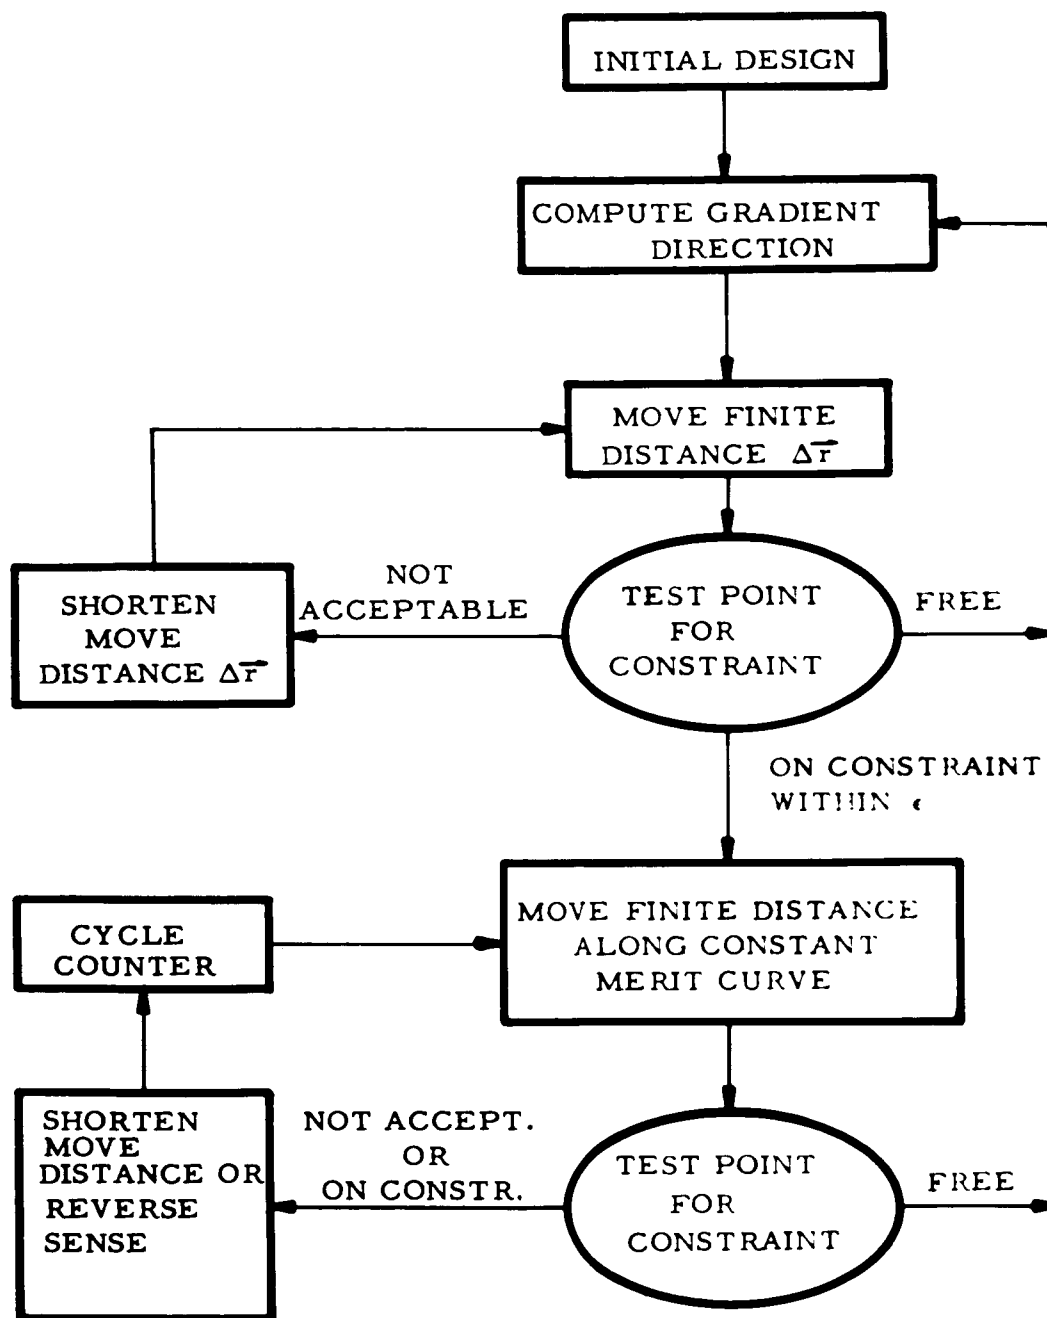 INITIAL DESIGN
COMPUTE GRADIENT
DIRECTION
MOVE FINITE
DISTANCE Δr⃗
NOT
ACCEPTABLE
SHORTEN
MOVE
DISTANCE Δr⃗
TEST POINT
FOR
CONSTRAINT
FREE
ON CONSTRAINT
WITHIN ϵ
MOVE FINITE DISTANCE
ALONG CONSTANT
MERIT CURVE
CYCLE
COUNTER
SHORTEN
MOVE
DISTANCE OR
REVERSE
SENSE
NOT ACCEPT.
OR
ON CONSTR.
TEST POINT
FOR
CONSTRAINT
FREE